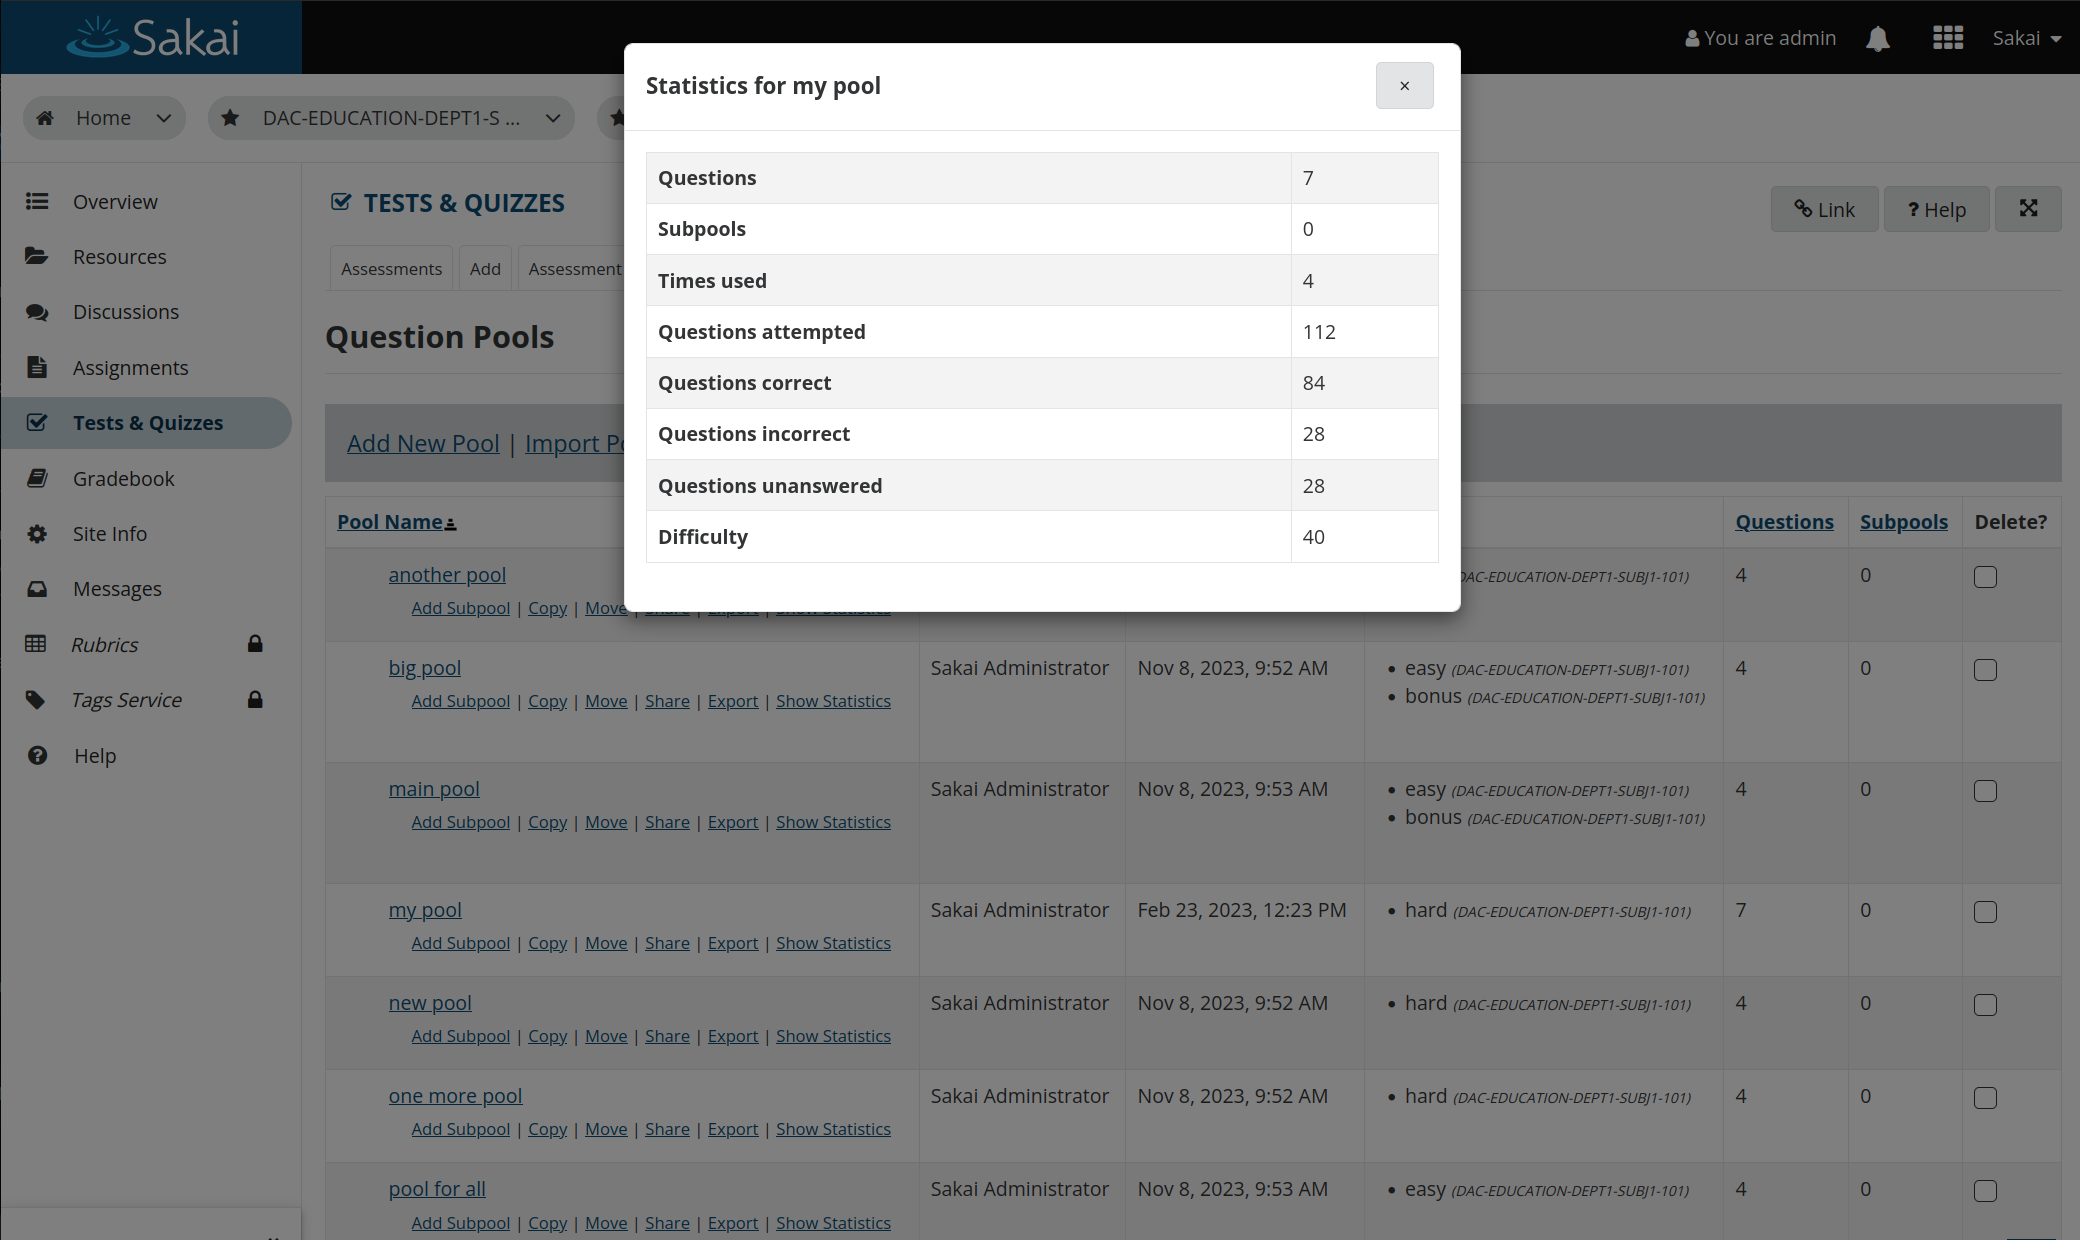 Sakai
You are admin
Sakai
Home
DAC-EDUCATION-DEPT1-S ...
Overview
Resources
Discussions
Assignments
Tests & Quizzes
Gradebook
Site Info
Messages
Rubrics
Tags Service
Help
TESTS & QUIZZES
Link
? Help
Assessments
Add
Assessment
Question Pools
Add New Pool | Import Po
Statistics for my pool
×
Questions 7
Subpools 0
Times used 4
Questions attempted 112
Questions correct 84
Questions incorrect 28
Questions unanswered 28
Difficulty 40
Pool Name Questions Subpools Delete?
another pool DAC-EDUCATION-DEPT1-SUBJ1-101) 4 0
Add Subpool | Copy | Move | Share | Export | Show Statistics
big pool Sakai Administrator Nov 8, 2023, 9:52 AM • easy (DAC-EDUCATION-DEPT1-SUBJ1-101) 4 0
• bonus (DAC-EDUCATION-DEPT1-SUBJ1-101)
Add Subpool | Copy | Move | Share | Export | Show Statistics
main pool Sakai Administrator Nov 8, 2023, 9:53 AM • easy (DAC-EDUCATION-DEPT1-SUBJ1-101) 4 0
• bonus (DAC-EDUCATION-DEPT1-SUBJ1-101)
Add Subpool | Copy | Move | Share | Export | Show Statistics
my pool Sakai Administrator Feb 23, 2023, 12:23 PM • hard (DAC-EDUCATION-DEPT1-SUBJ1-101) 7 0
Add Subpool | Copy | Move | Share | Export | Show Statistics
new pool Sakai Administrator Nov 8, 2023, 9:52 AM • hard (DAC-EDUCATION-DEPT1-SUBJ1-101) 4 0
Add Subpool | Copy | Move | Share | Export | Show Statistics
one more pool Sakai Administrator Nov 8, 2023, 9:52 AM • hard (DAC-EDUCATION-DEPT1-SUBJ1-101) 4 0
Add Subpool | Copy | Move | Share | Export | Show Statistics
pool for all Sakai Administrator Nov 8, 2023, 9:53 AM • easy (DAC-EDUCATION-DEPT1-SUBJ1-101) 4 0
Add Subpool | Copy | Move | Share | Export | Show Statistics